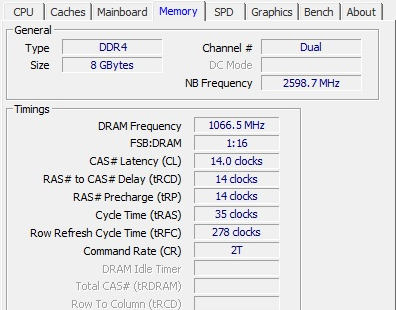 CPU Caches Mainboard Memory SPD Graphics Bench About
General
Type DDR4 Channel # Dual
Size 8 GBytes DC Mode
NB Frequency 2598.7 MHz
Timings
DRAM Frequency 1066.5 MHz
FSB:DRAM 1:16
CAS# Latency (CL) 14.0 clocks
RAS# to CAS# Delay (tRCD) 14 clocks
RAS# Precharge (tRP) 14 clocks
Cycle Time (tRAS) 35 clocks
Row Refresh Cycle Time (tRFC) 278 clocks
Command Rate (CR) 2T
DRAM Idle Timer
Total CAS# (tRDRAM)
Row To Column (tRCD)